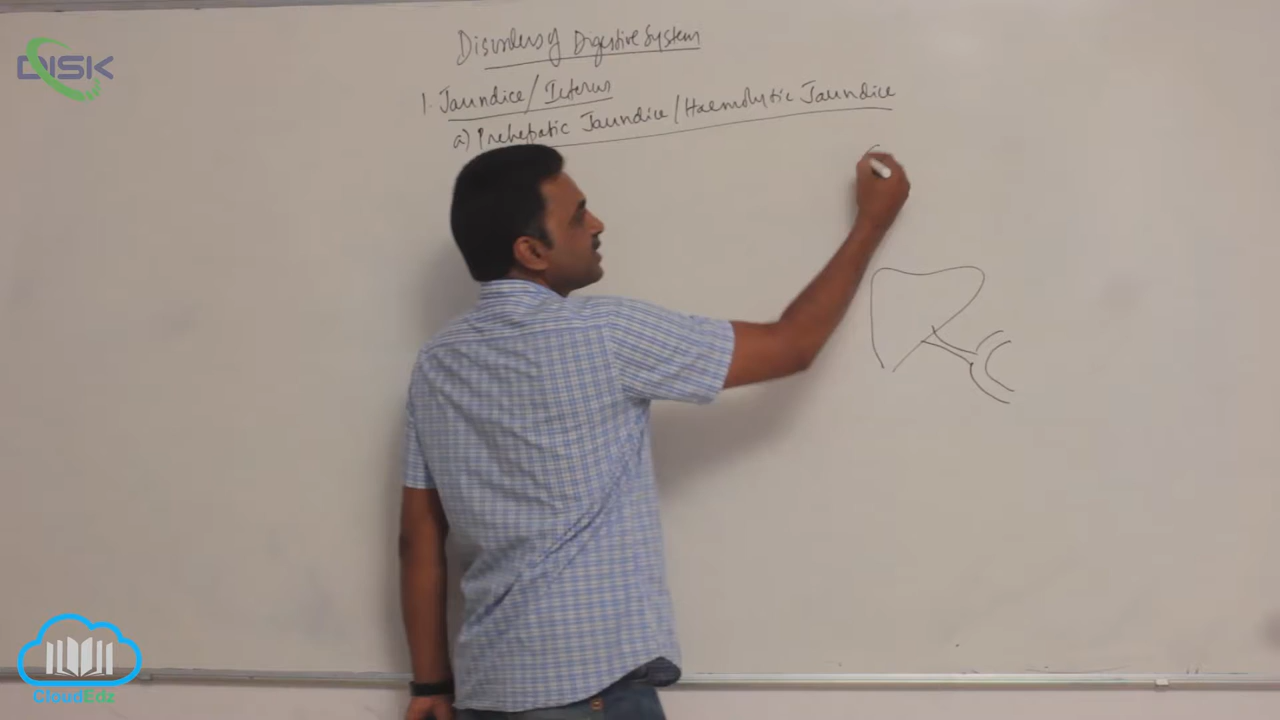 DISK
Disorders of Digestive System
1. Jaundice / Icterus
a) Prehepatic Jaundice / Haemolytic Jaundice
CloudEdz